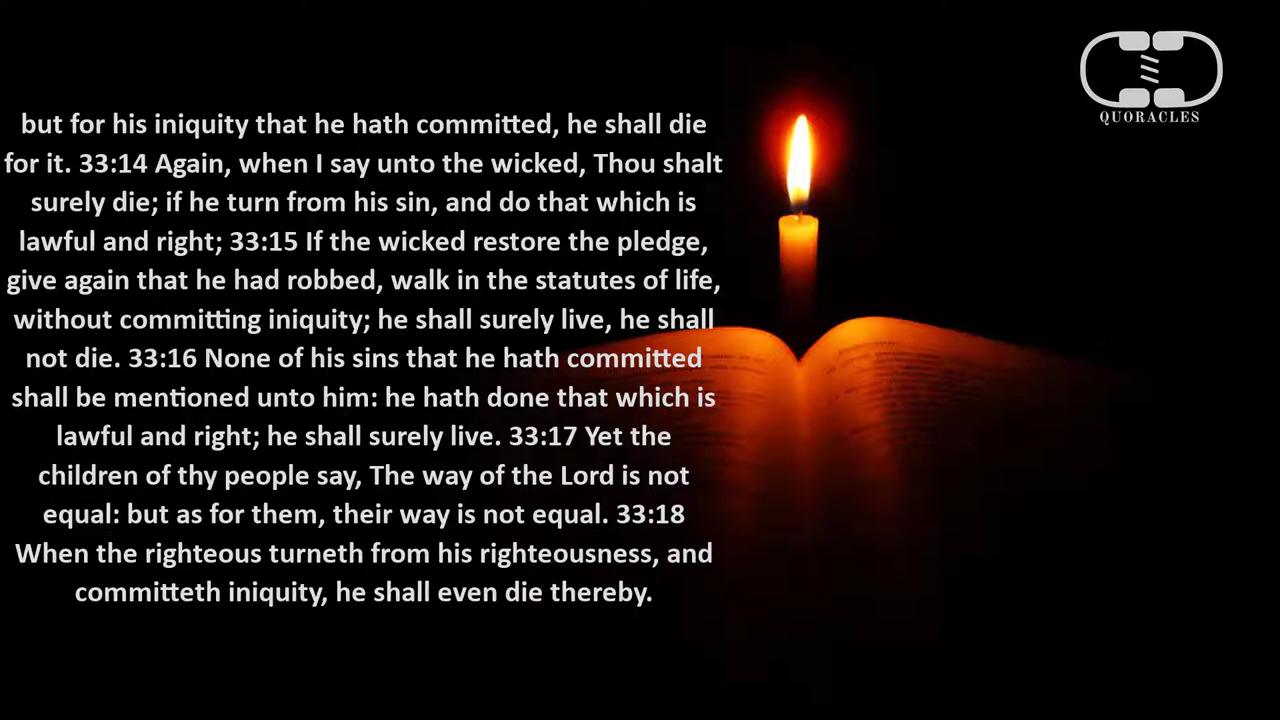 but for his iniquity that he hath committed, he shall die
for it. 33:14 Again, when I say unto the wicked, Thou shalt
surely die; if he turn from his sin, and do that which is
lawful and right; 33:15 If the wicked restore the pledge,
give again that he had robbed, walk in the statutes of life,
without committing iniquity; he shall surely live, he shall
not die. 33:16 None of his sins that he hath committed
shall be mentioned unto him: he hath done that which is
lawful and right; he shall surely live. 33:17 Yet the
children of thy people say, The way of the Lord is not
equal: but as for them, their way is not equal. 33:18
When the righteous turneth from his righteousness, and
committeth iniquity, he shall even die thereby.
QUORACLES